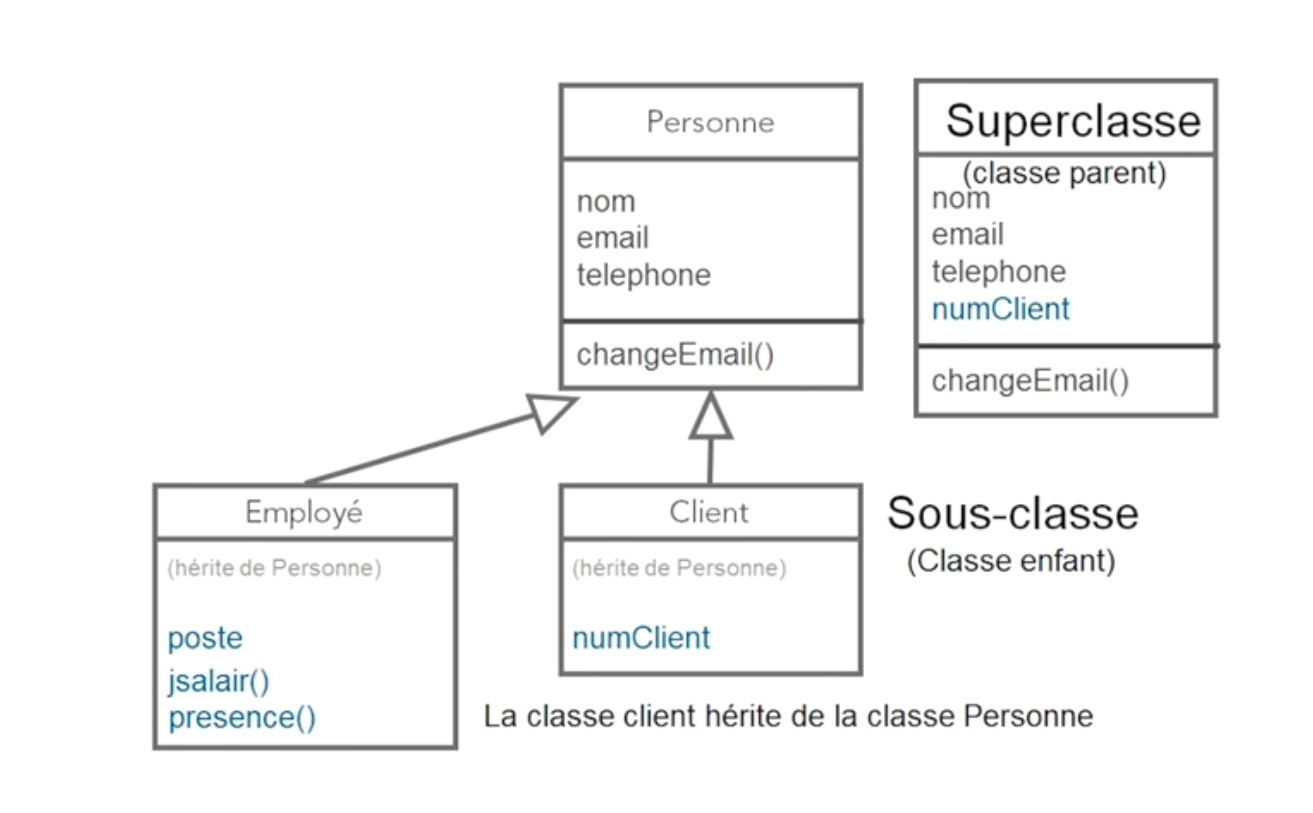 Personne
nom
email
telephone
changeEmail()
Superclasse
(classe parent)
nom
email
telephone
numClient
changeEmail()
Employé
(hérite de Personne)
poste
jsalair()
presence()
Client
(hérite de Personne)
numClient
Sous-classe
(Classe enfant)
La classe client hérite de la classe Personne